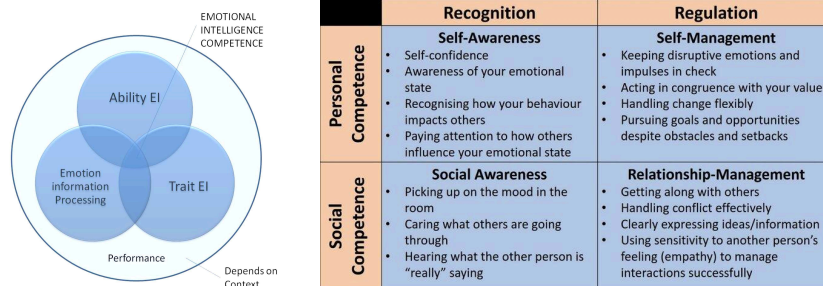 EMOTIONAL
INTELLIGENCE
COMPETENCE
Ability EI
Emotion
information
Processing
Trait EI
Performance
Depends on
Context
Recognition
Regulation
Personal
Competence
Self-Awareness
• Self-confidence
• Awareness of your emotional
state
• Recognising how your behaviour
impacts others
• Paying attention to how others
influence your emotional state
Self-Management
• Keeping disruptive emotions and
impulses in check
• Acting in congruence with your value
• Handling change flexibly
• Pursuing goals and opportunities
despite obstacles and setbacks
Social
Competence
Social Awareness
• Picking up on the mood in the
room
• Caring what others are going
through
• Hearing what the other person is
“really” saying
Relationship-Management
• Getting along with others
• Handling conflict effectively
• Clearly expressing ideas/information
• Using sensitivity to another person’s
feeling (empathy) to manage
interactions successfully